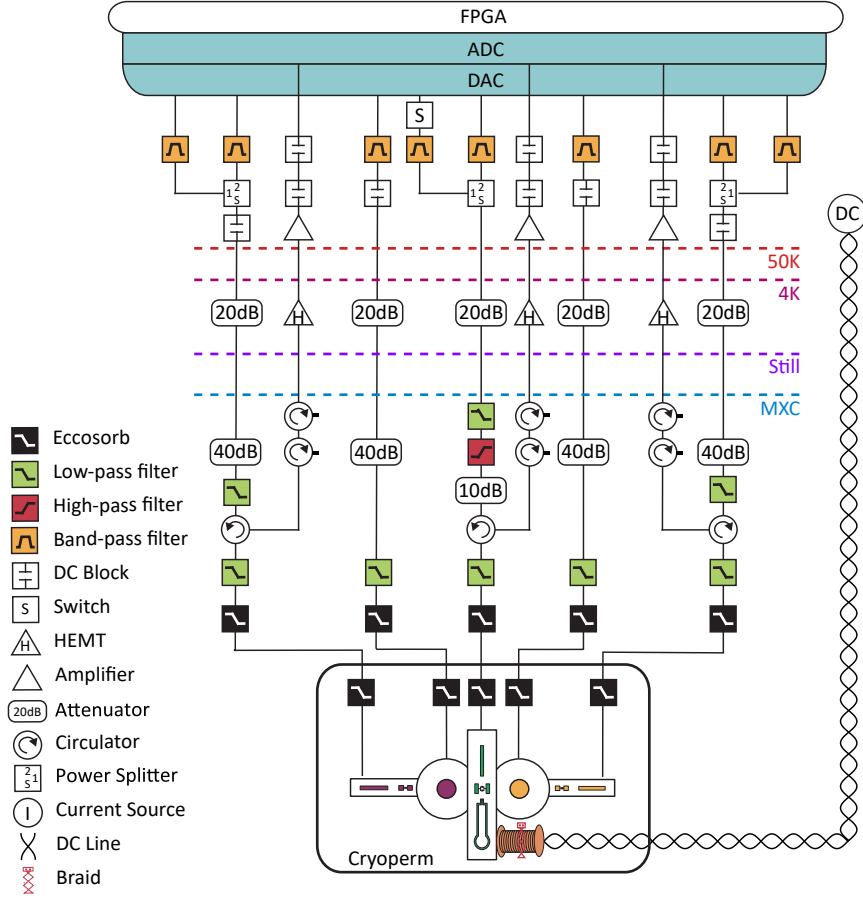 FPGA
ADC
DAC
S
1 2 S
1 2 S
2 S 1
DC
50K
4K
20dB 20dB 20dB 20dB 20dB
H H H
Still
MXC
40dB 40dB 40dB 40dB
10dB
Eccosorb
Low-pass filter
High-pass filter
Band-pass filter
DC Block
S Switch
H HEMT
Amplifier
20dB Attenuator
Circulator
2 S 1 Power Splitter
I Current Source
DC Line
Braid
Cryoperm